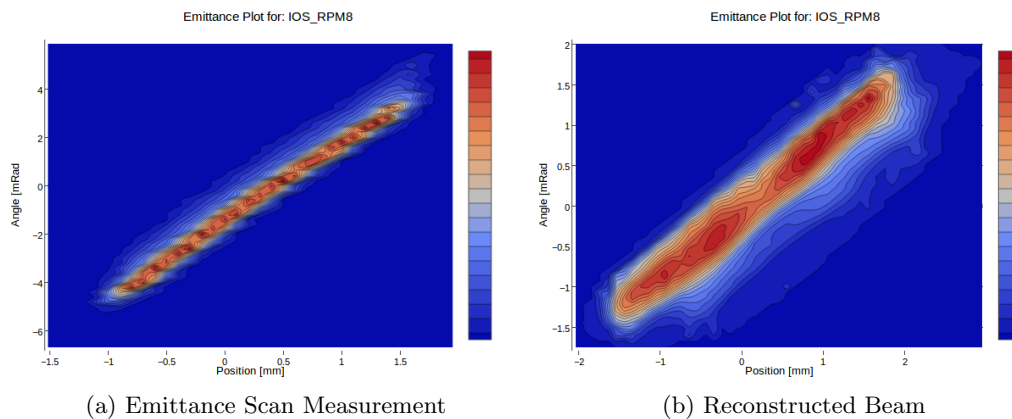 Emittance Plot for: IOS_RPM8
4
2
0
−2
−4
−6
Angle [mRad
−1.5 −1 −0.5 0 0.5 1 1.5
Position [mm]
(a) Emittance Scan Measurement
Emittance Plot for: IOS_RPM8
2
1.5
1
0.5
0
−0.5
−1
−1.5
Angle [mRad
−2 −1 0 1 2
Position [mm]
(b) Reconstructed Beam